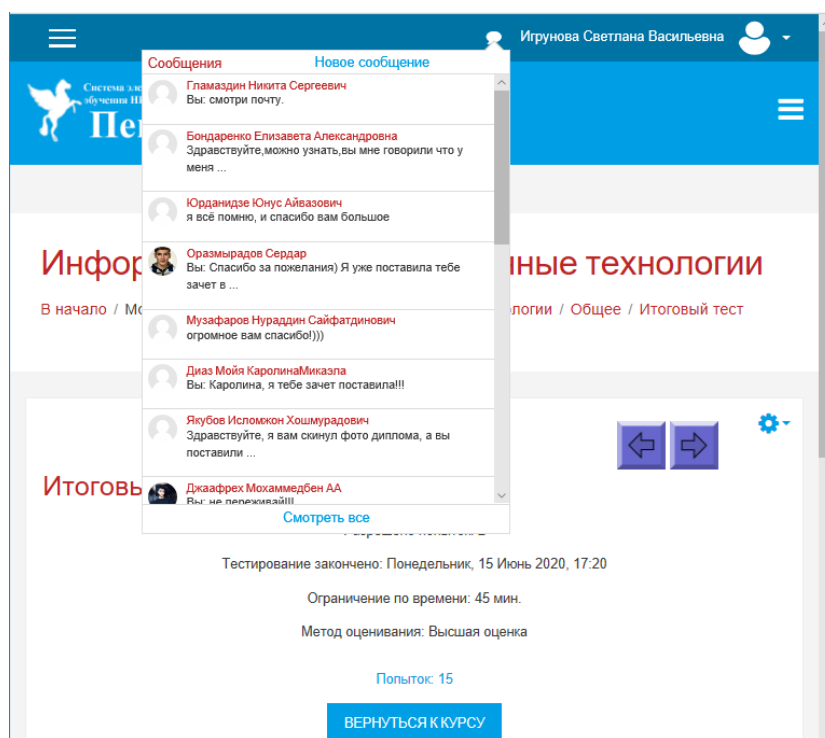 Игрунова Светлана Васильевна
Сообщения Новое сообщение
Гламаздин Никита Сергеевич
Вы: смотри почту.
Бондаренко Елизавета Александровна
Здравствуйте,можно узнать,вы мне говорили что у
меня ...
Юрданидзе Юнус Айвазович
я всё помню, и спасибо вам большое
Оразмырадов Сердар
Вы: Спасибо за пожелания) Я уже поставила тебе
зачет в ...
Музафаров Нураддин Сайфатдинович
огромное вам спасибо!)))
Диаз Мойя КаролинаМикаэла
Вы: Каролина, я тебе зачет поставила!!!
Якубов Исломжон Хошмурадович
Здравствуйте, я вам скинул фото диплома, а вы
поставили ...
Джаафрех Мохаммедбен АА
Вы: не переживай!!!
Смотреть все
Система
обучения
технологии
В начало / / Общее / Итоговый тест
Тестирование закончено: Понедельник, 15 Июнь 2020, 17:20
Ограничение по времени: 45 мин.
Метод оценивания: Высшая оценка
Попыток: 15
ВЕРНУТЬСЯ К КУРСУ